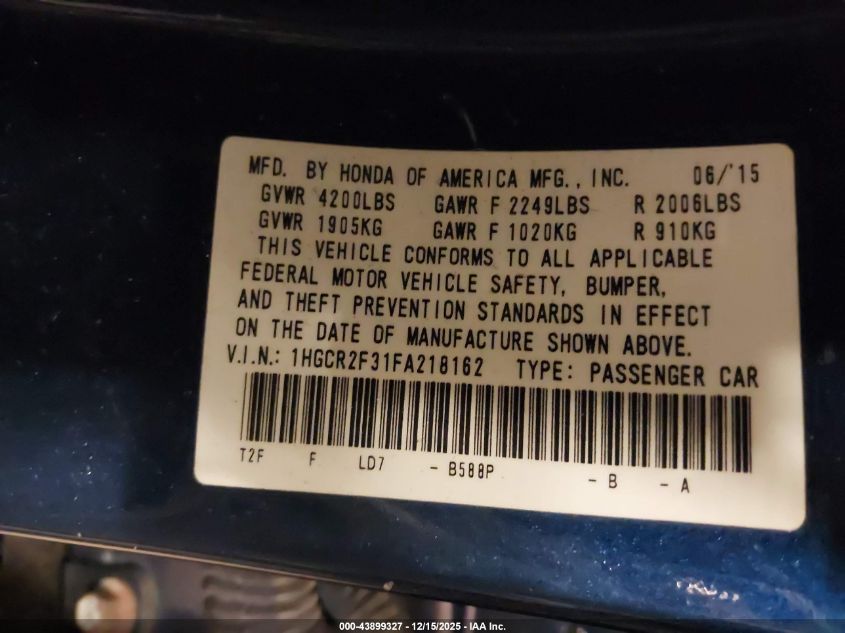 MFD. BY HONDA OF AMERICA MFG., INC. 06/'15
GVWR 4200LBS GAWR F 2249LBS R 2006LBS
GVWR 1905KG GAWR F 1020KG R 910KG
THIS VEHICLE CONFORMS TO ALL APPLICABLE
FEDERAL MOTOR VEHICLE SAFETY, BUMPER,
AND THEFT PREVENTION STANDARDS IN EFFECT
ON THE DATE OF MANUFACTURE SHOWN ABOVE.
V.I.N.: 1HGCR2F31FA218162 TYPE: PASSENGER CAR
T2F F LD7 - B588P - B - A
000-43899327 - 12/15/2025 - IAA Inc.